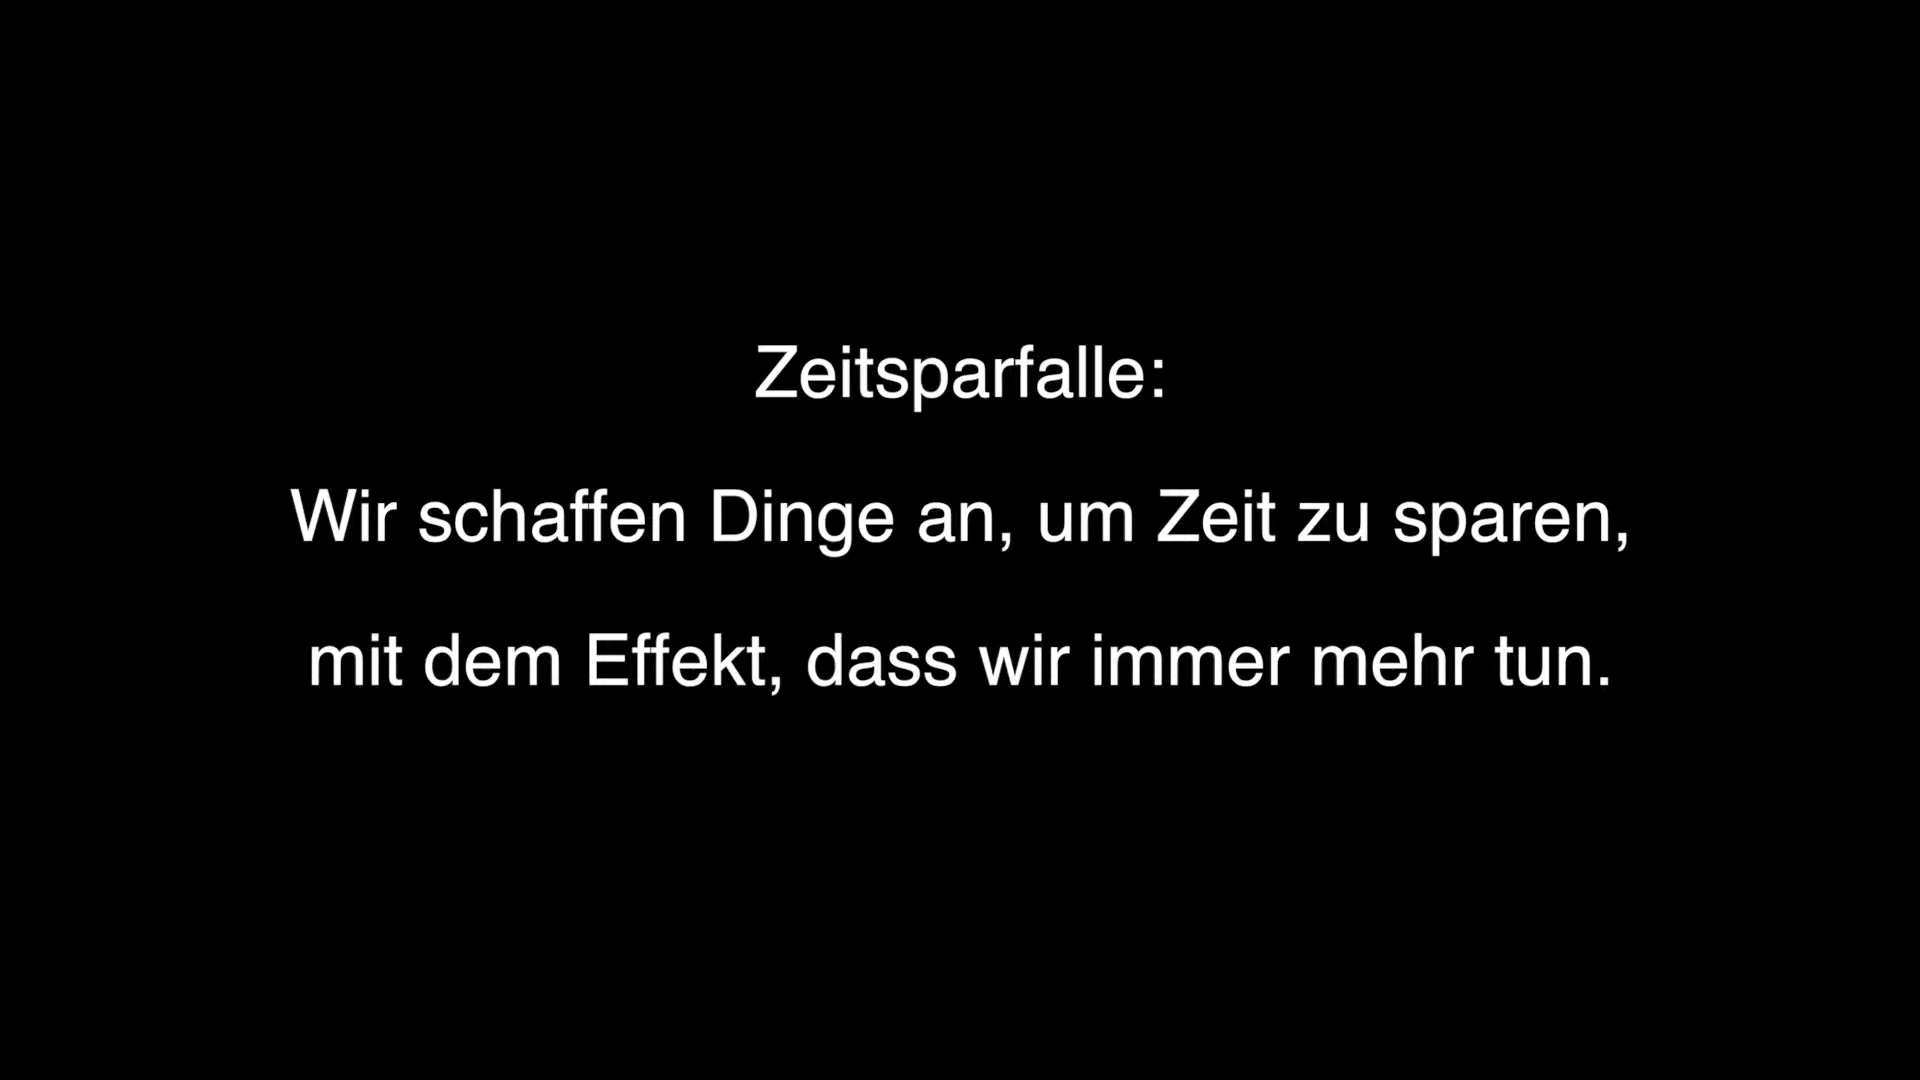 Zeitsparfalle:
Wir schaffen Dinge an, um Zeit zu sparen,
mit dem Effekt, dass wir immer mehr tun.